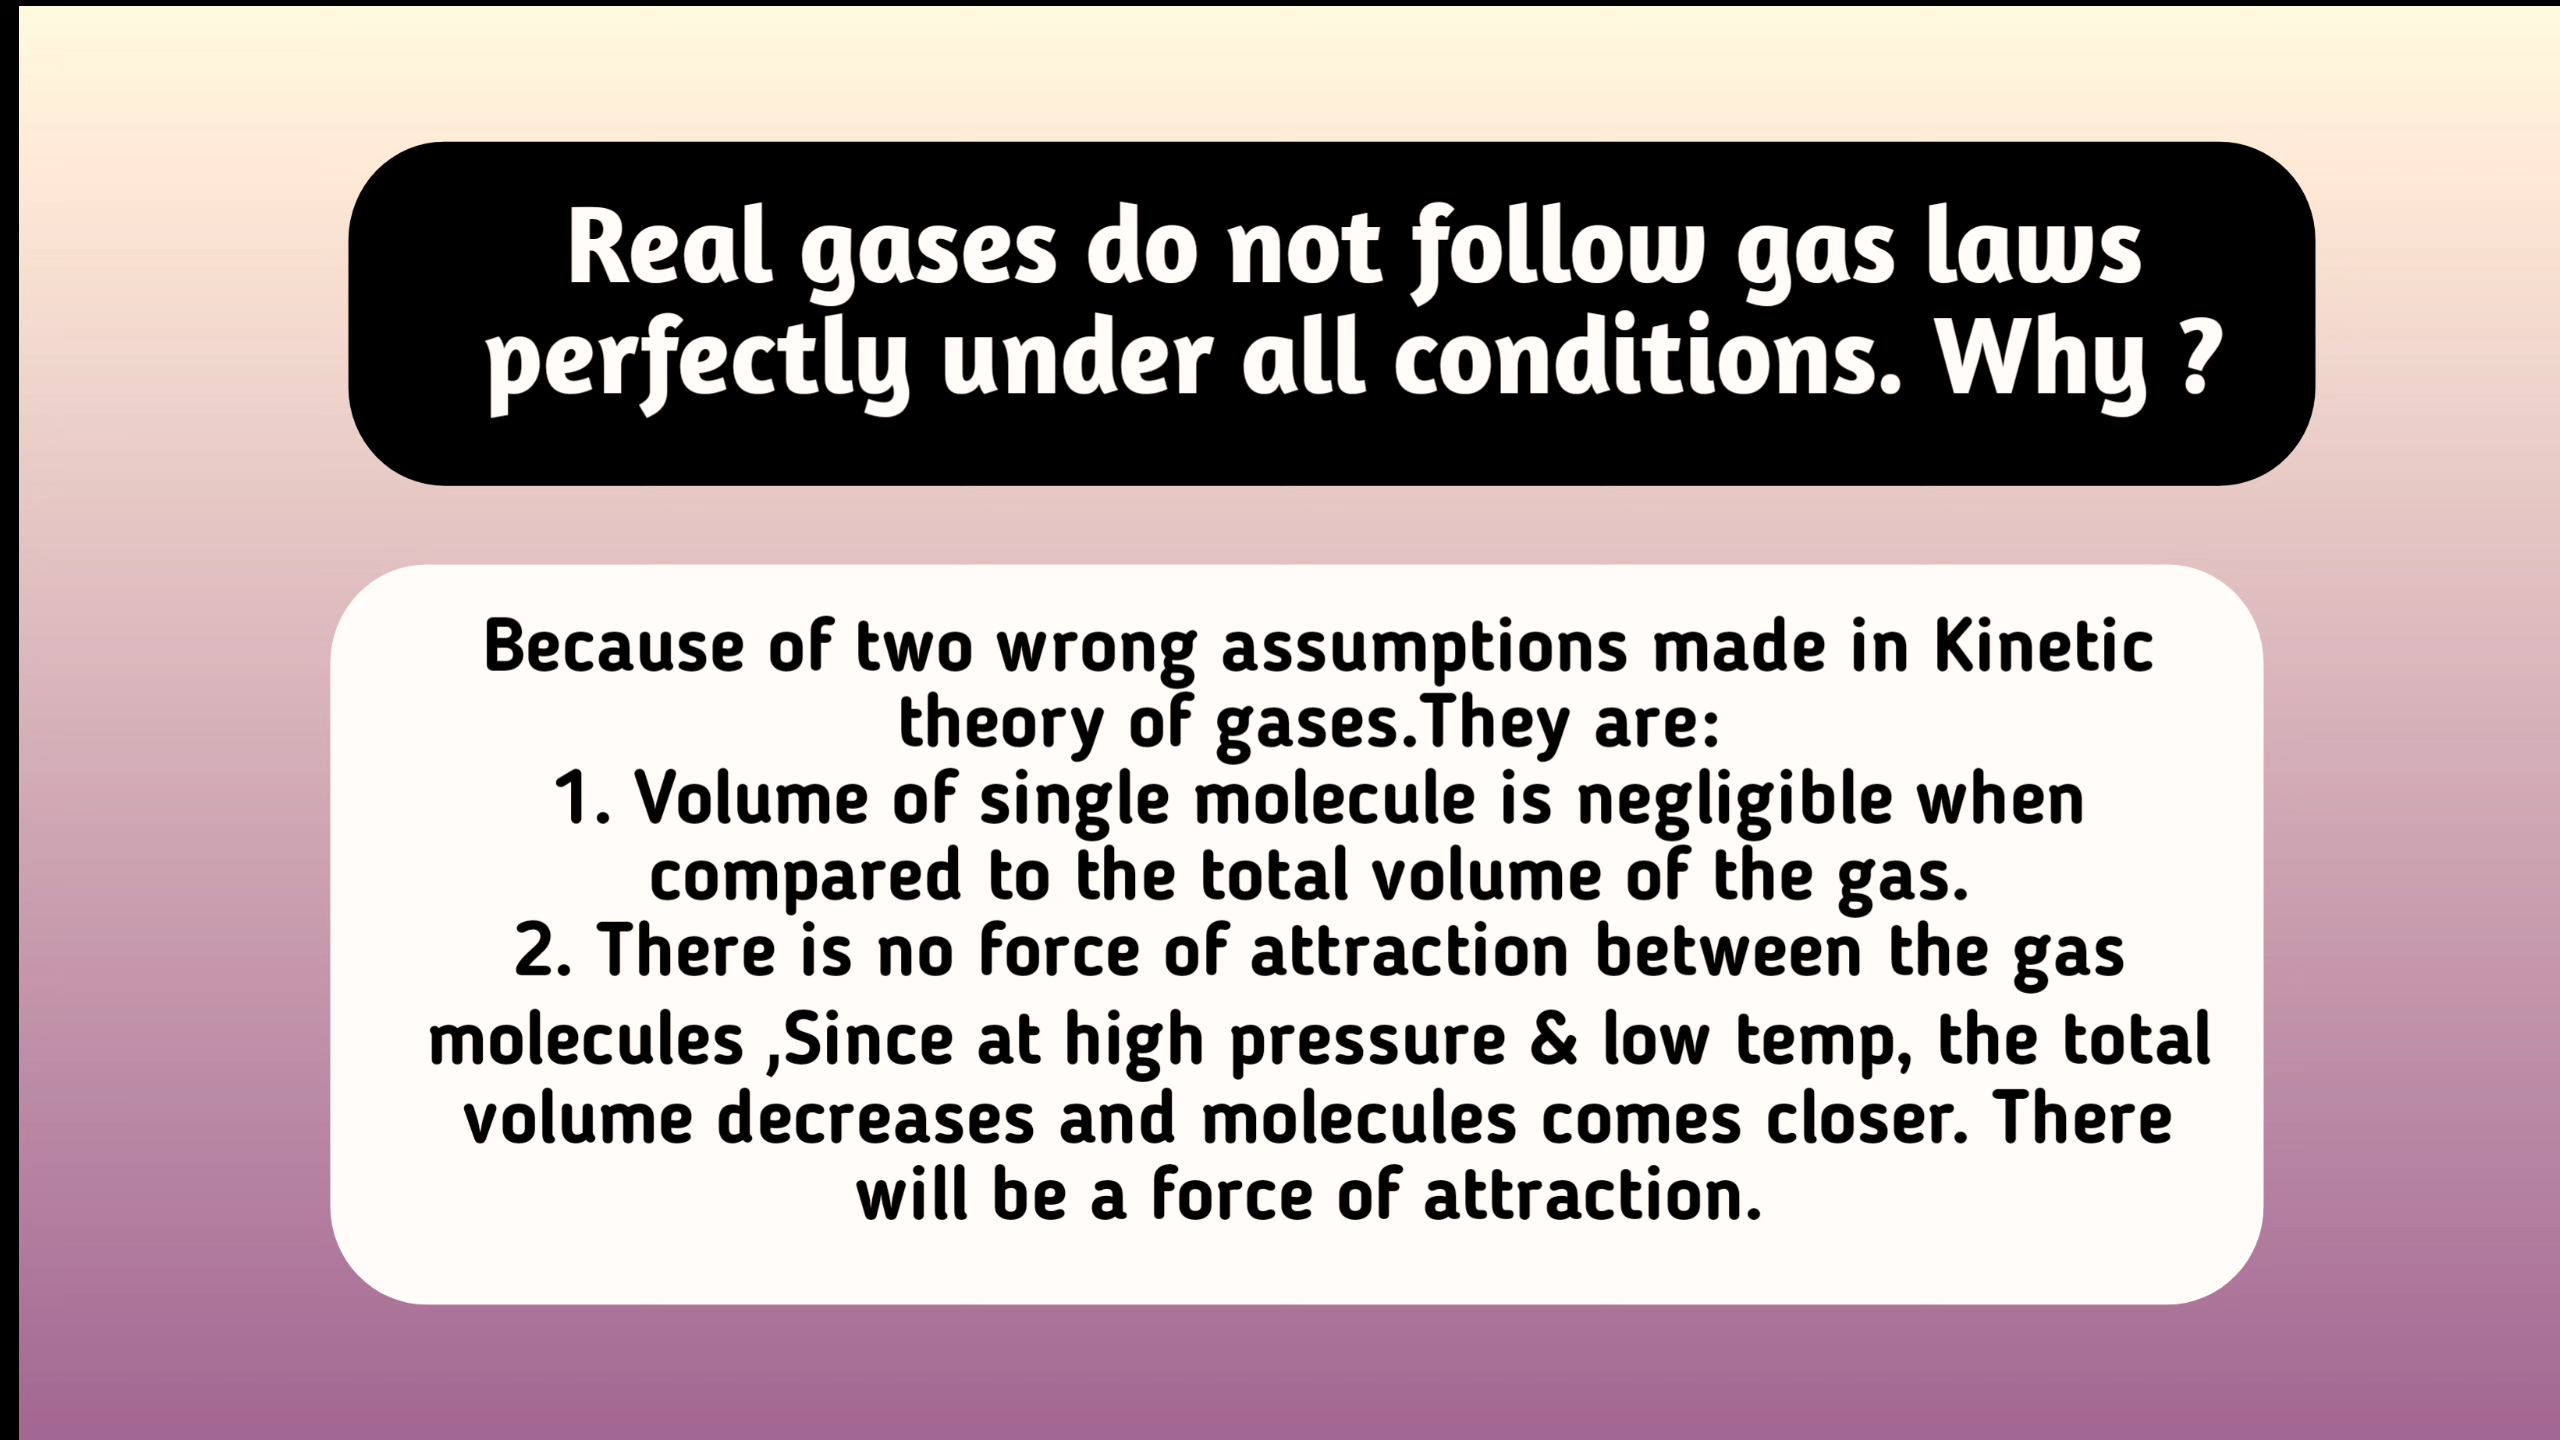 Real gases do not follow gas laws
perfectly under all conditions. Why ?
Because of two wrong assumptions made in Kinetic
theory of gases.They are:
1. Volume of single molecule is negligible when
compared to the total volume of the gas.
2. There is no force of attraction between the gas
molecules ,Since at high pressure & low temp, the total
volume decreases and molecules comes closer. There
will be a force of attraction.